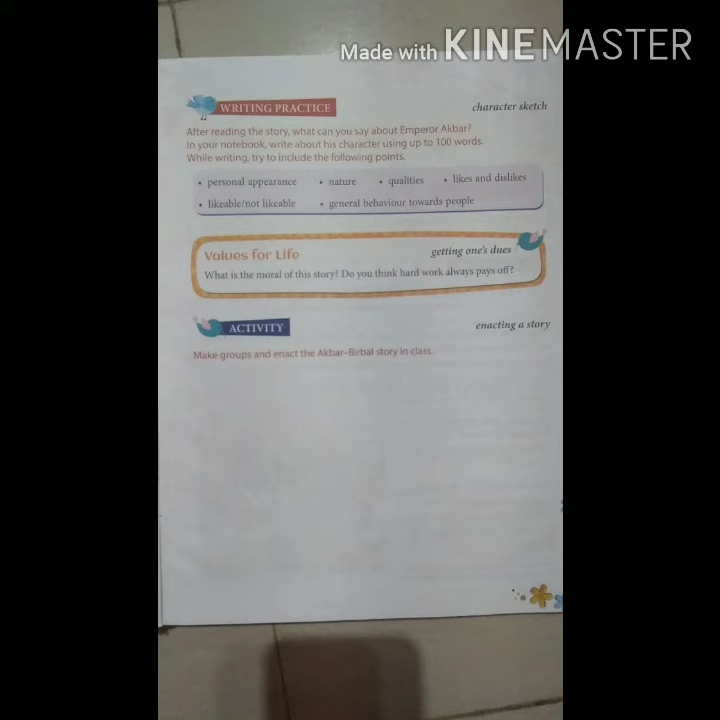 Made with KINEMASTER
WRITING PRACTICE
character sketch
After reading the story, what can you say about Emperor Akbar?
In your notebook, write about his character using up to 100 words.
While writing, try to include the following points.
• personal appearance • nature • qualities • likes and dislikes
• likeable/not likeable • general behaviour towards people
Values for Life
getting one's dues
What is the moral of this story? Do you think hard work always pays off?
ACTIVITY
enacting a story
Make groups and enact the Akbar–Birbal story in class.